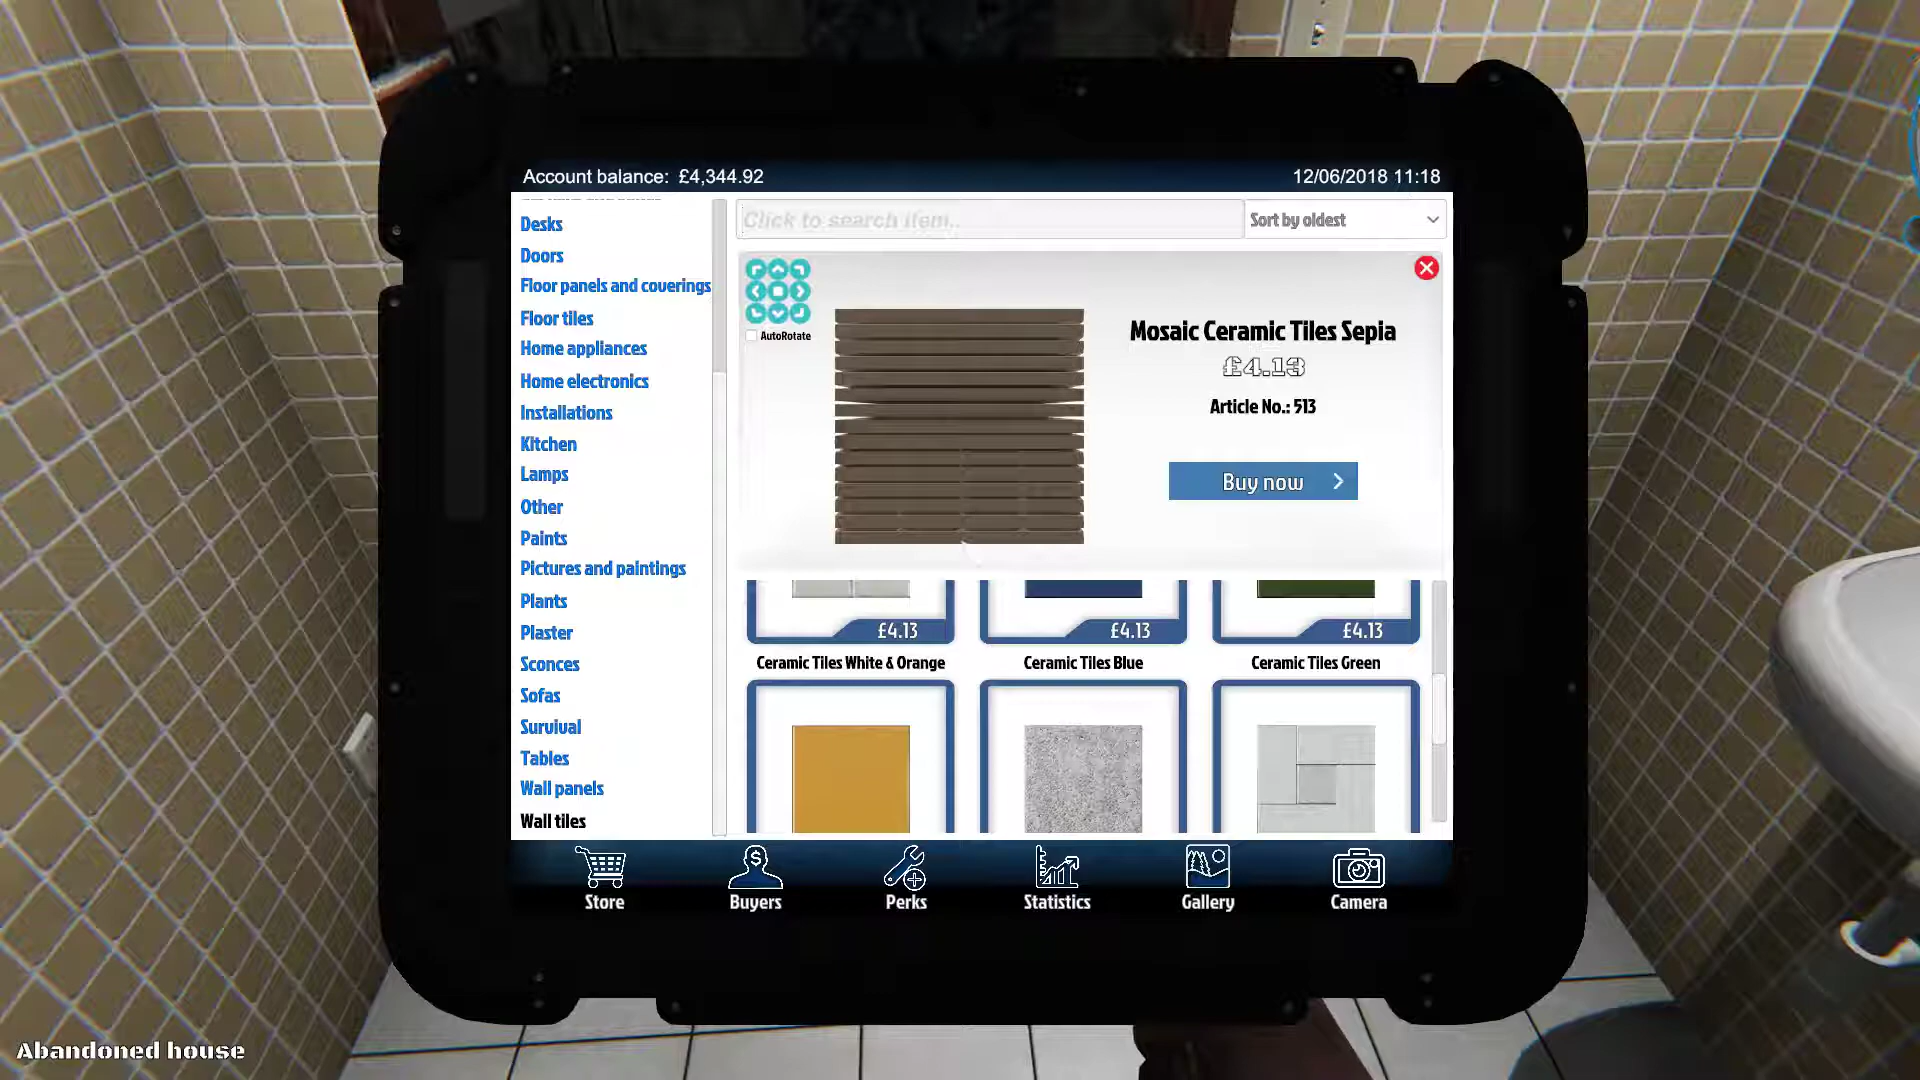 Account balance: £4,344.92
12/06/2018 11:18
Desks
Doors
Floor panels and coverings
Floor tiles
Home appliances
Home electronics
Installations
Kitchen
Lamps
Other
Paints
Pictures and paintings
Plants
Plaster
Sconces
Sofas
Survival
Tables
Wall panels
Wall tiles
Click to search item..
Sort by oldest
AutoRotate
Mosaic Ceramic Tiles Sepia
£4.13
Article No.: 513
Buy now
£4.13
£4.13
£4.13
Ceramic Tiles White & Orange
Ceramic Tiles Blue
Ceramic Tiles Green
Store
Buyers
Perks
Statistics
Gallery
Camera
Abandoned house